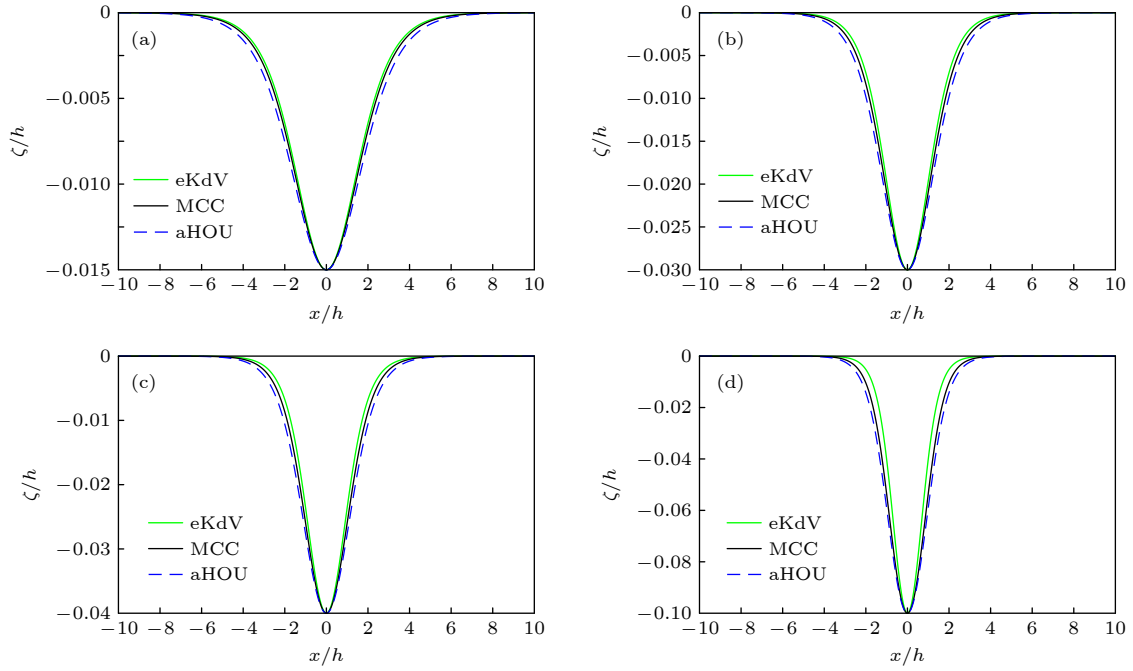 0
(a)
−0.005
ζ/h
−0.010
eKdV
MCC
aHOU
−0.015
−10 −8 −6 −4 −2 0 2 4 6 8 10
x/h
0
(b)
−0.005
−0.010
ζ/h
−0.015
−0.020
eKdV
MCC
−0.025
aHOU
−0.030
−10 −8 −6 −4 −2 0 2 4 6 8 10
x/h
0
(c)
−0.01
ζ/h
−0.02
eKdV
−0.03
MCC
aHOU
−0.04
−10 −8 −6 −4 −2 0 2 4 6 8 10
x/h
0
(d)
−0.02
−0.04
ζ/h
−0.06
eKdV
MCC
−0.08
aHOU
−0.10
−10 −8 −6 −4 −2 0 2 4 6 8 10
x/h